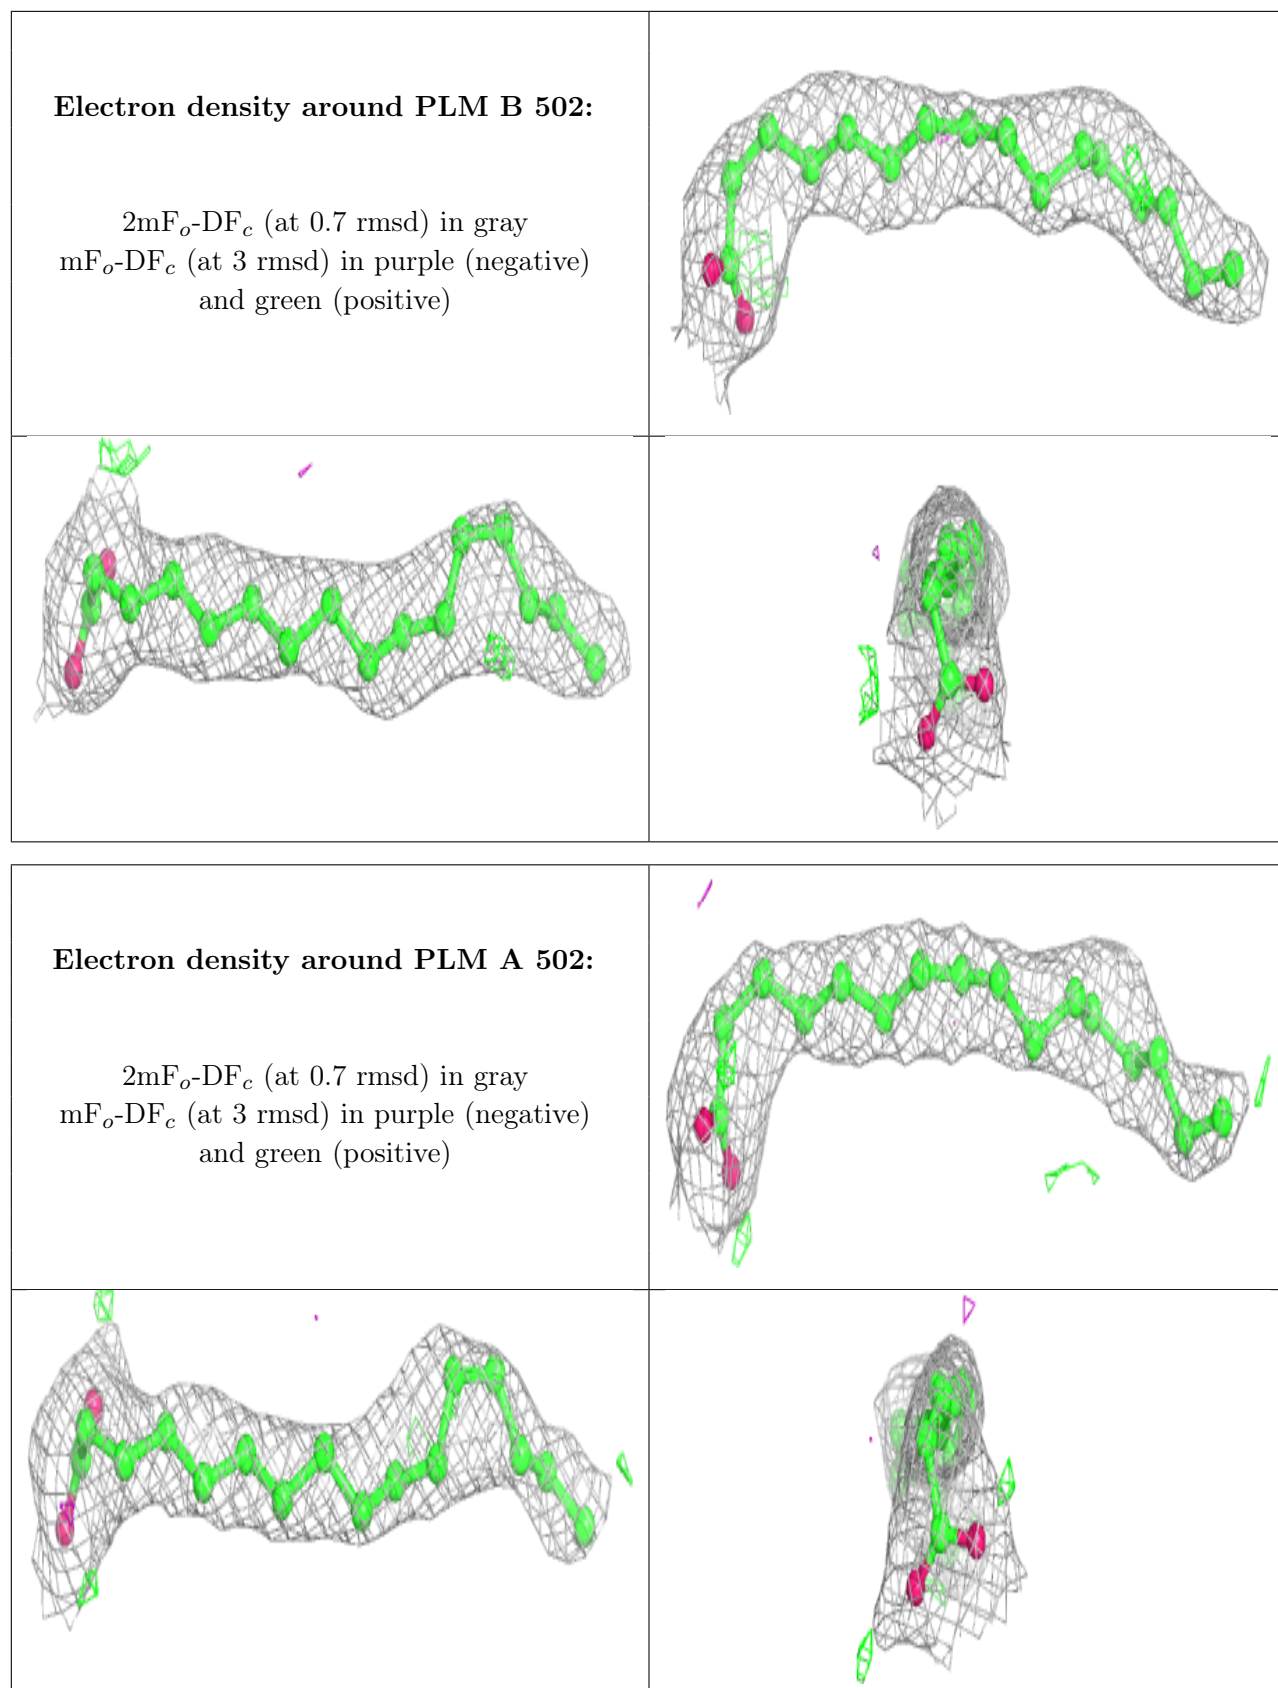 Electron density around PLM B 502:
2mFo-DFc (at 0.7 rmsd) in gray
mFo-DFc (at 3 rmsd) in purple (negative)
and green (positive)
Electron density around PLM A 502:
2mFo-DFc (at 0.7 rmsd) in gray
mFo-DFc (at 3 rmsd) in purple (negative)
and green (positive)